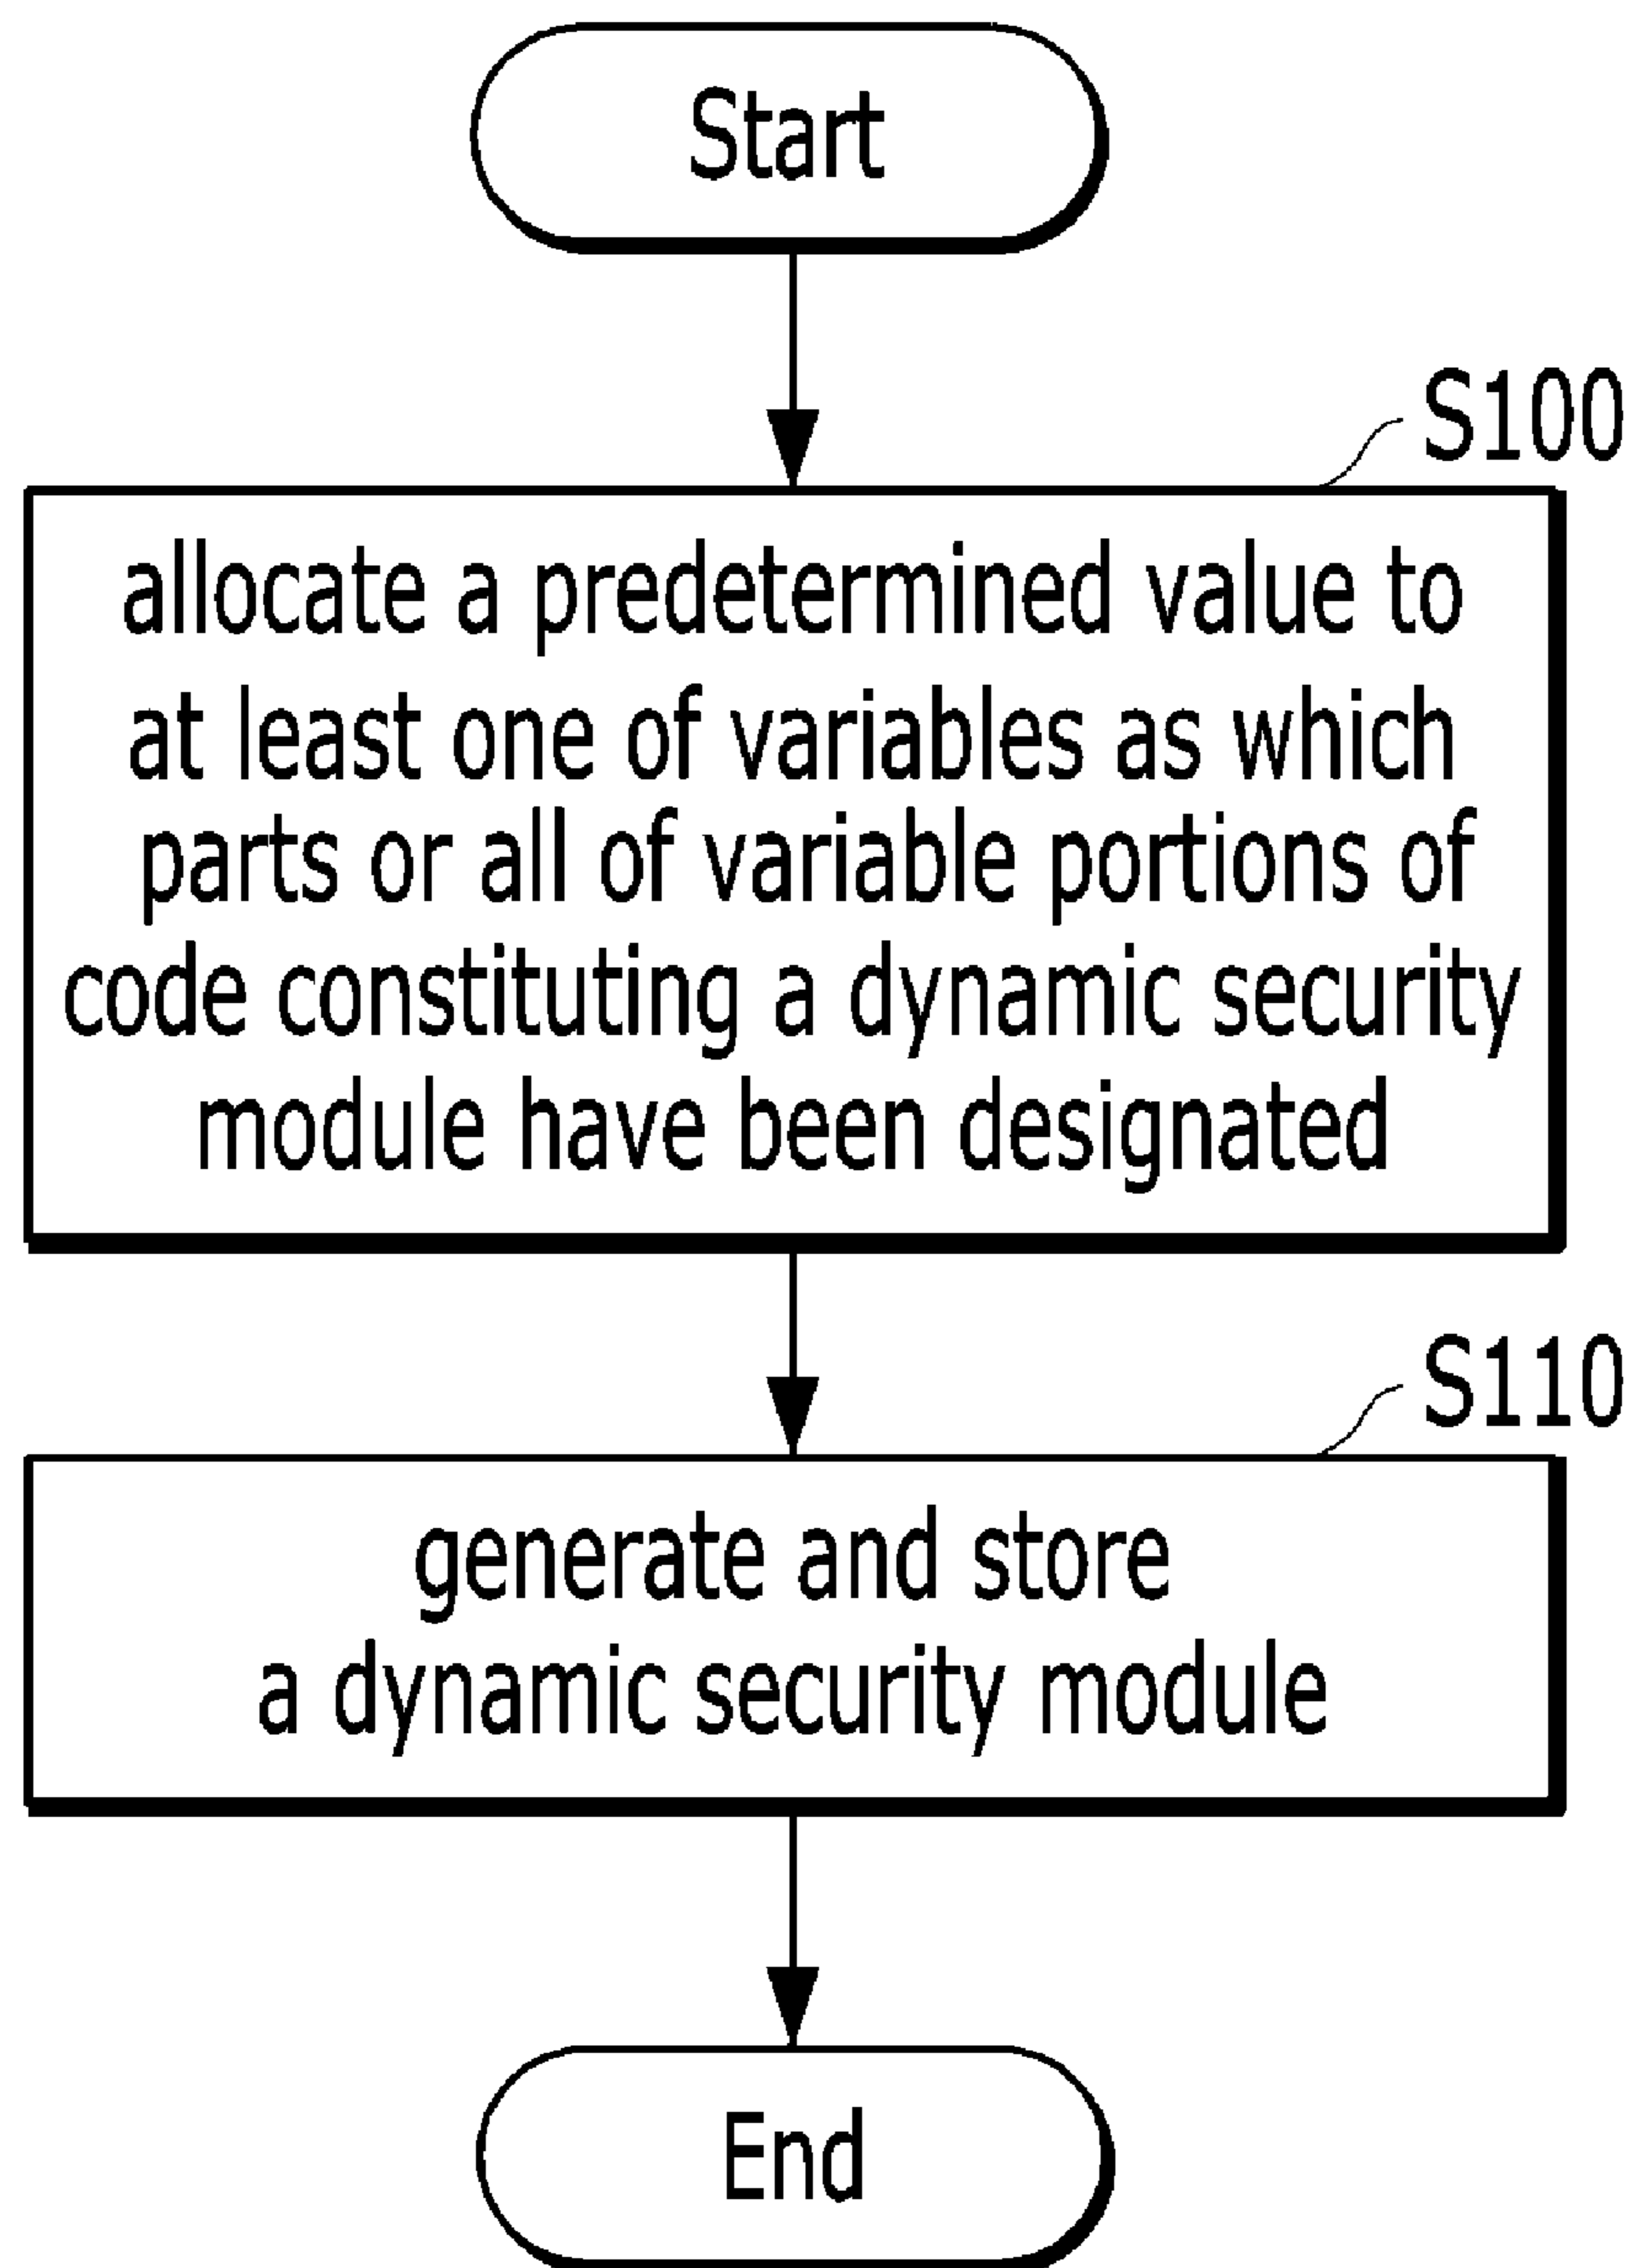 Start
S100
allocate a predetermined value to
at least one of variables as which
parts or all of variable portions of
code constituting a dynamic security
module have been designated
S110
generate and store
a dynamic security module
End